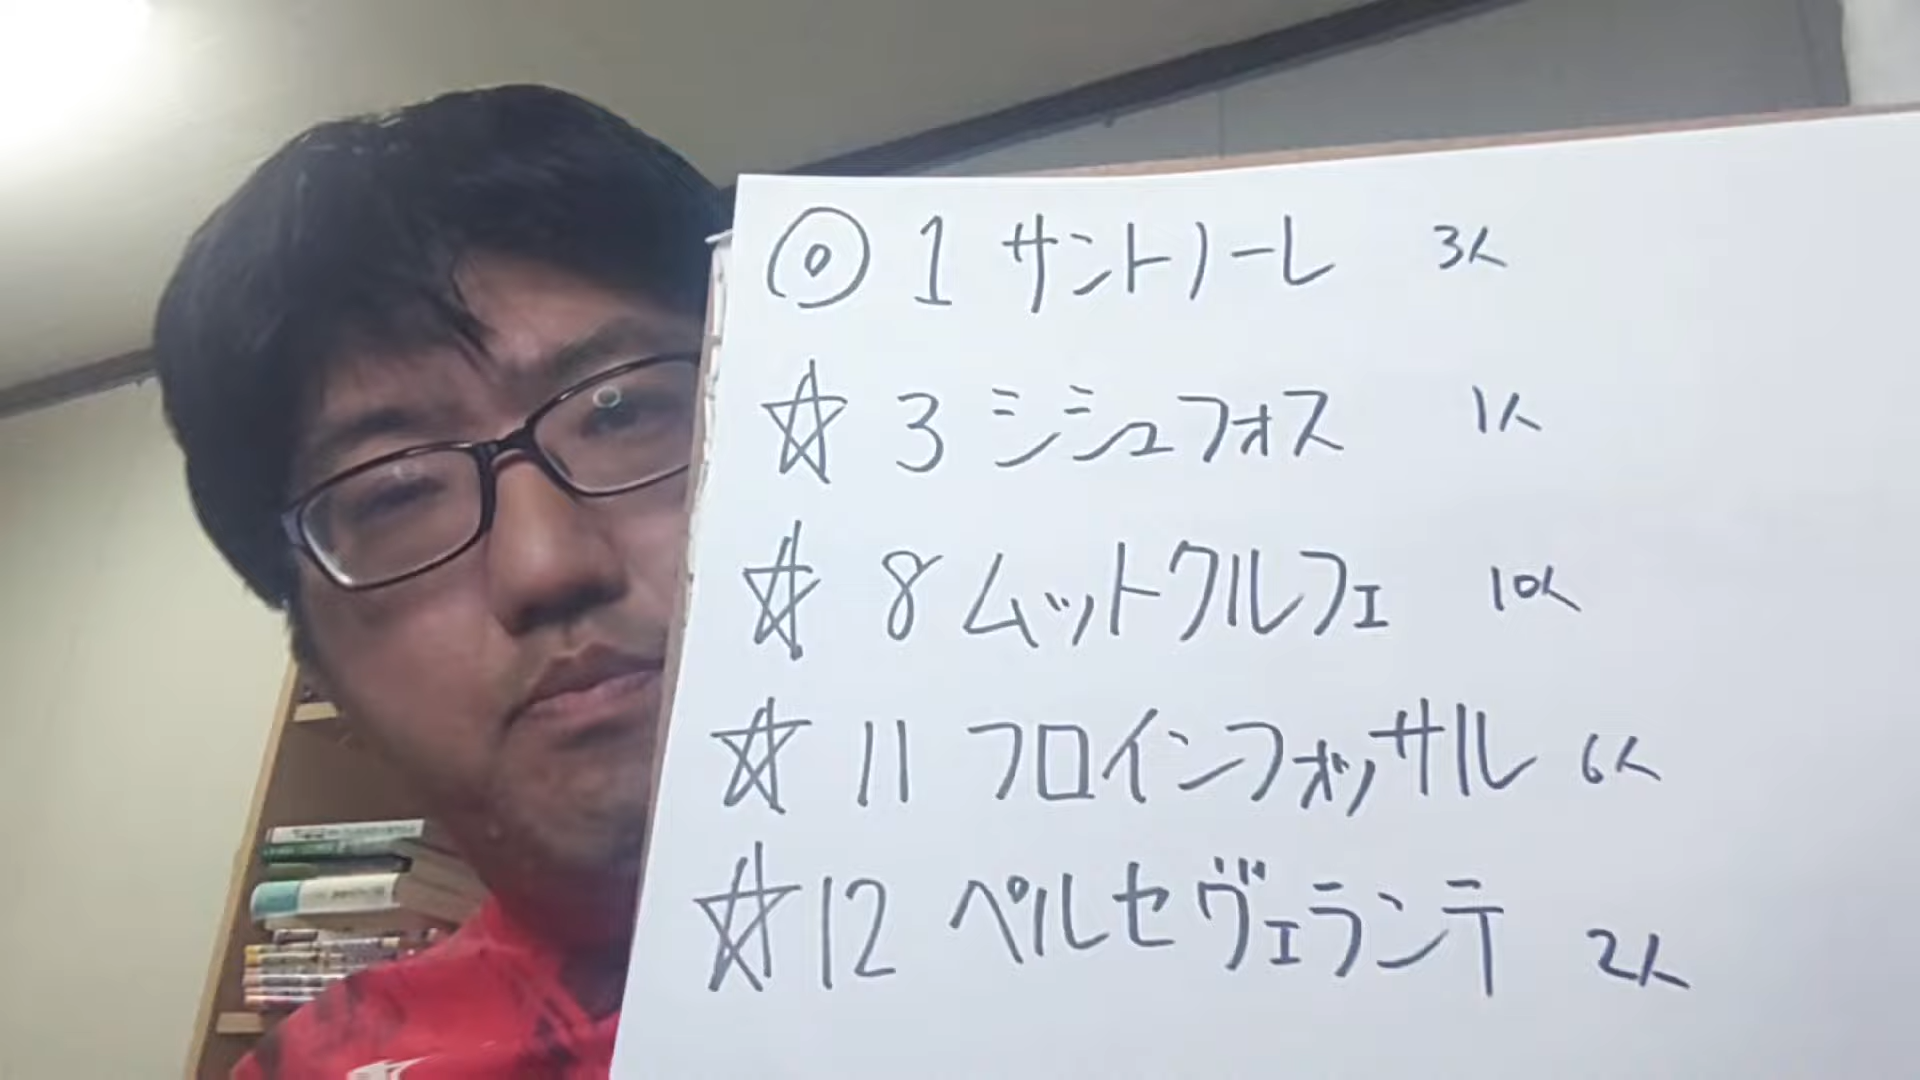 ◎ 1 サントノーレ 3人
☆ 3 シシュフォス 1人
☆ 8 ムットクルフェ 10人
☆ 11 フロインフォッサル 6人
☆ 12 ペルセヴェランテ 2人